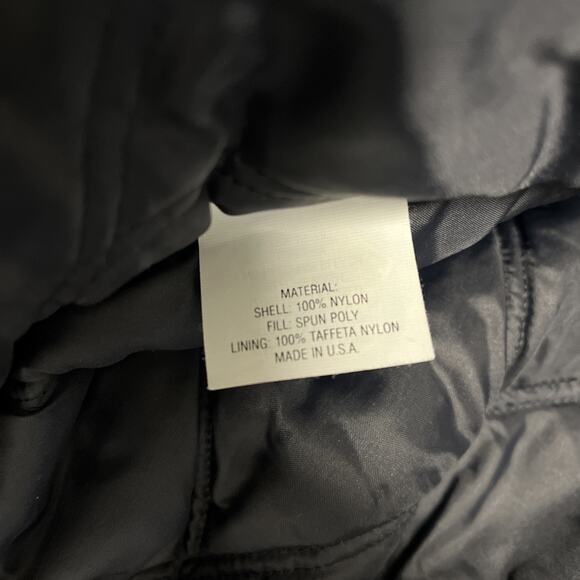 MATERIAL:
SHELL: 100% NYLON
FILL: SPUN POLY
LINING: 100% TAFFETA NYLON
MADE IN U.S.A.